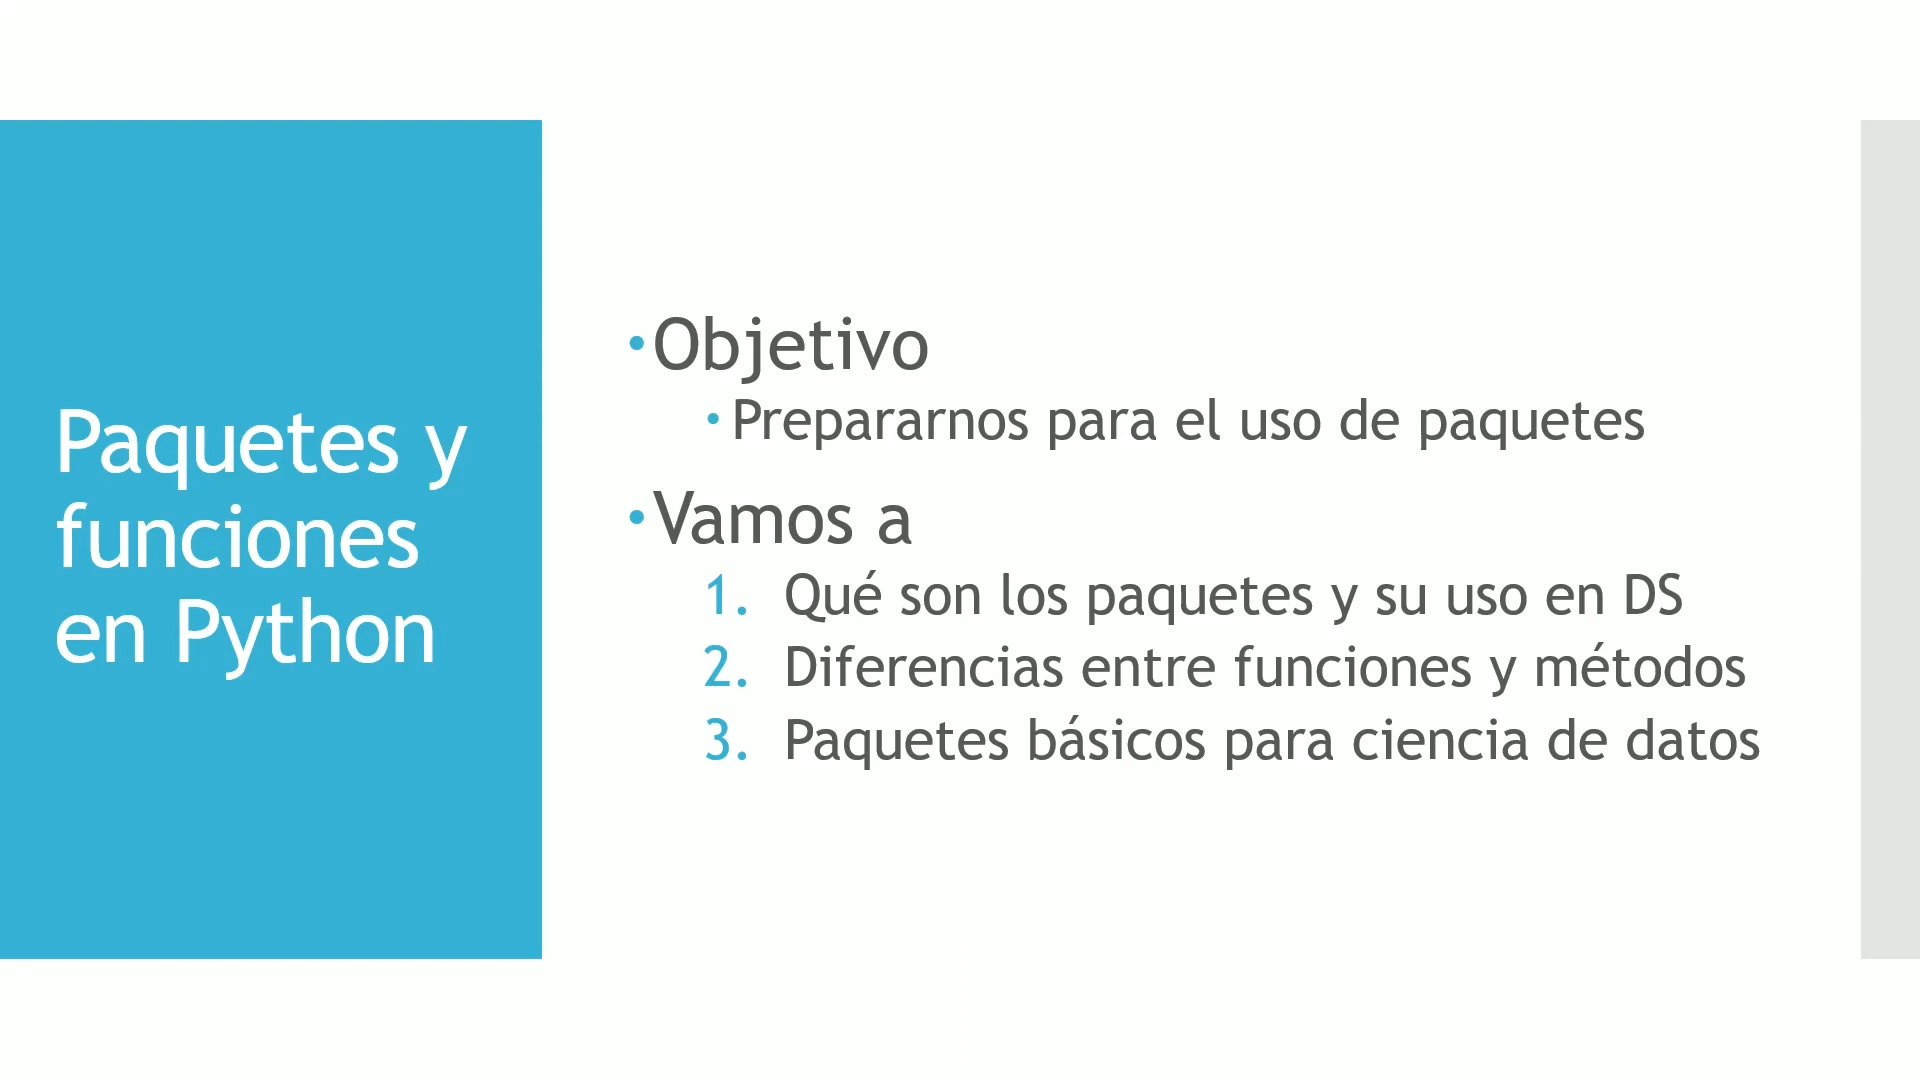 Paquetes y
funciones
en Python
•Objetivo
•Prepararnos para el uso de paquetes
•Vamos a
1. Qué son los paquetes y su uso en DS
2. Diferencias entre funciones y métodos
3. Paquetes básicos para ciencia de datos